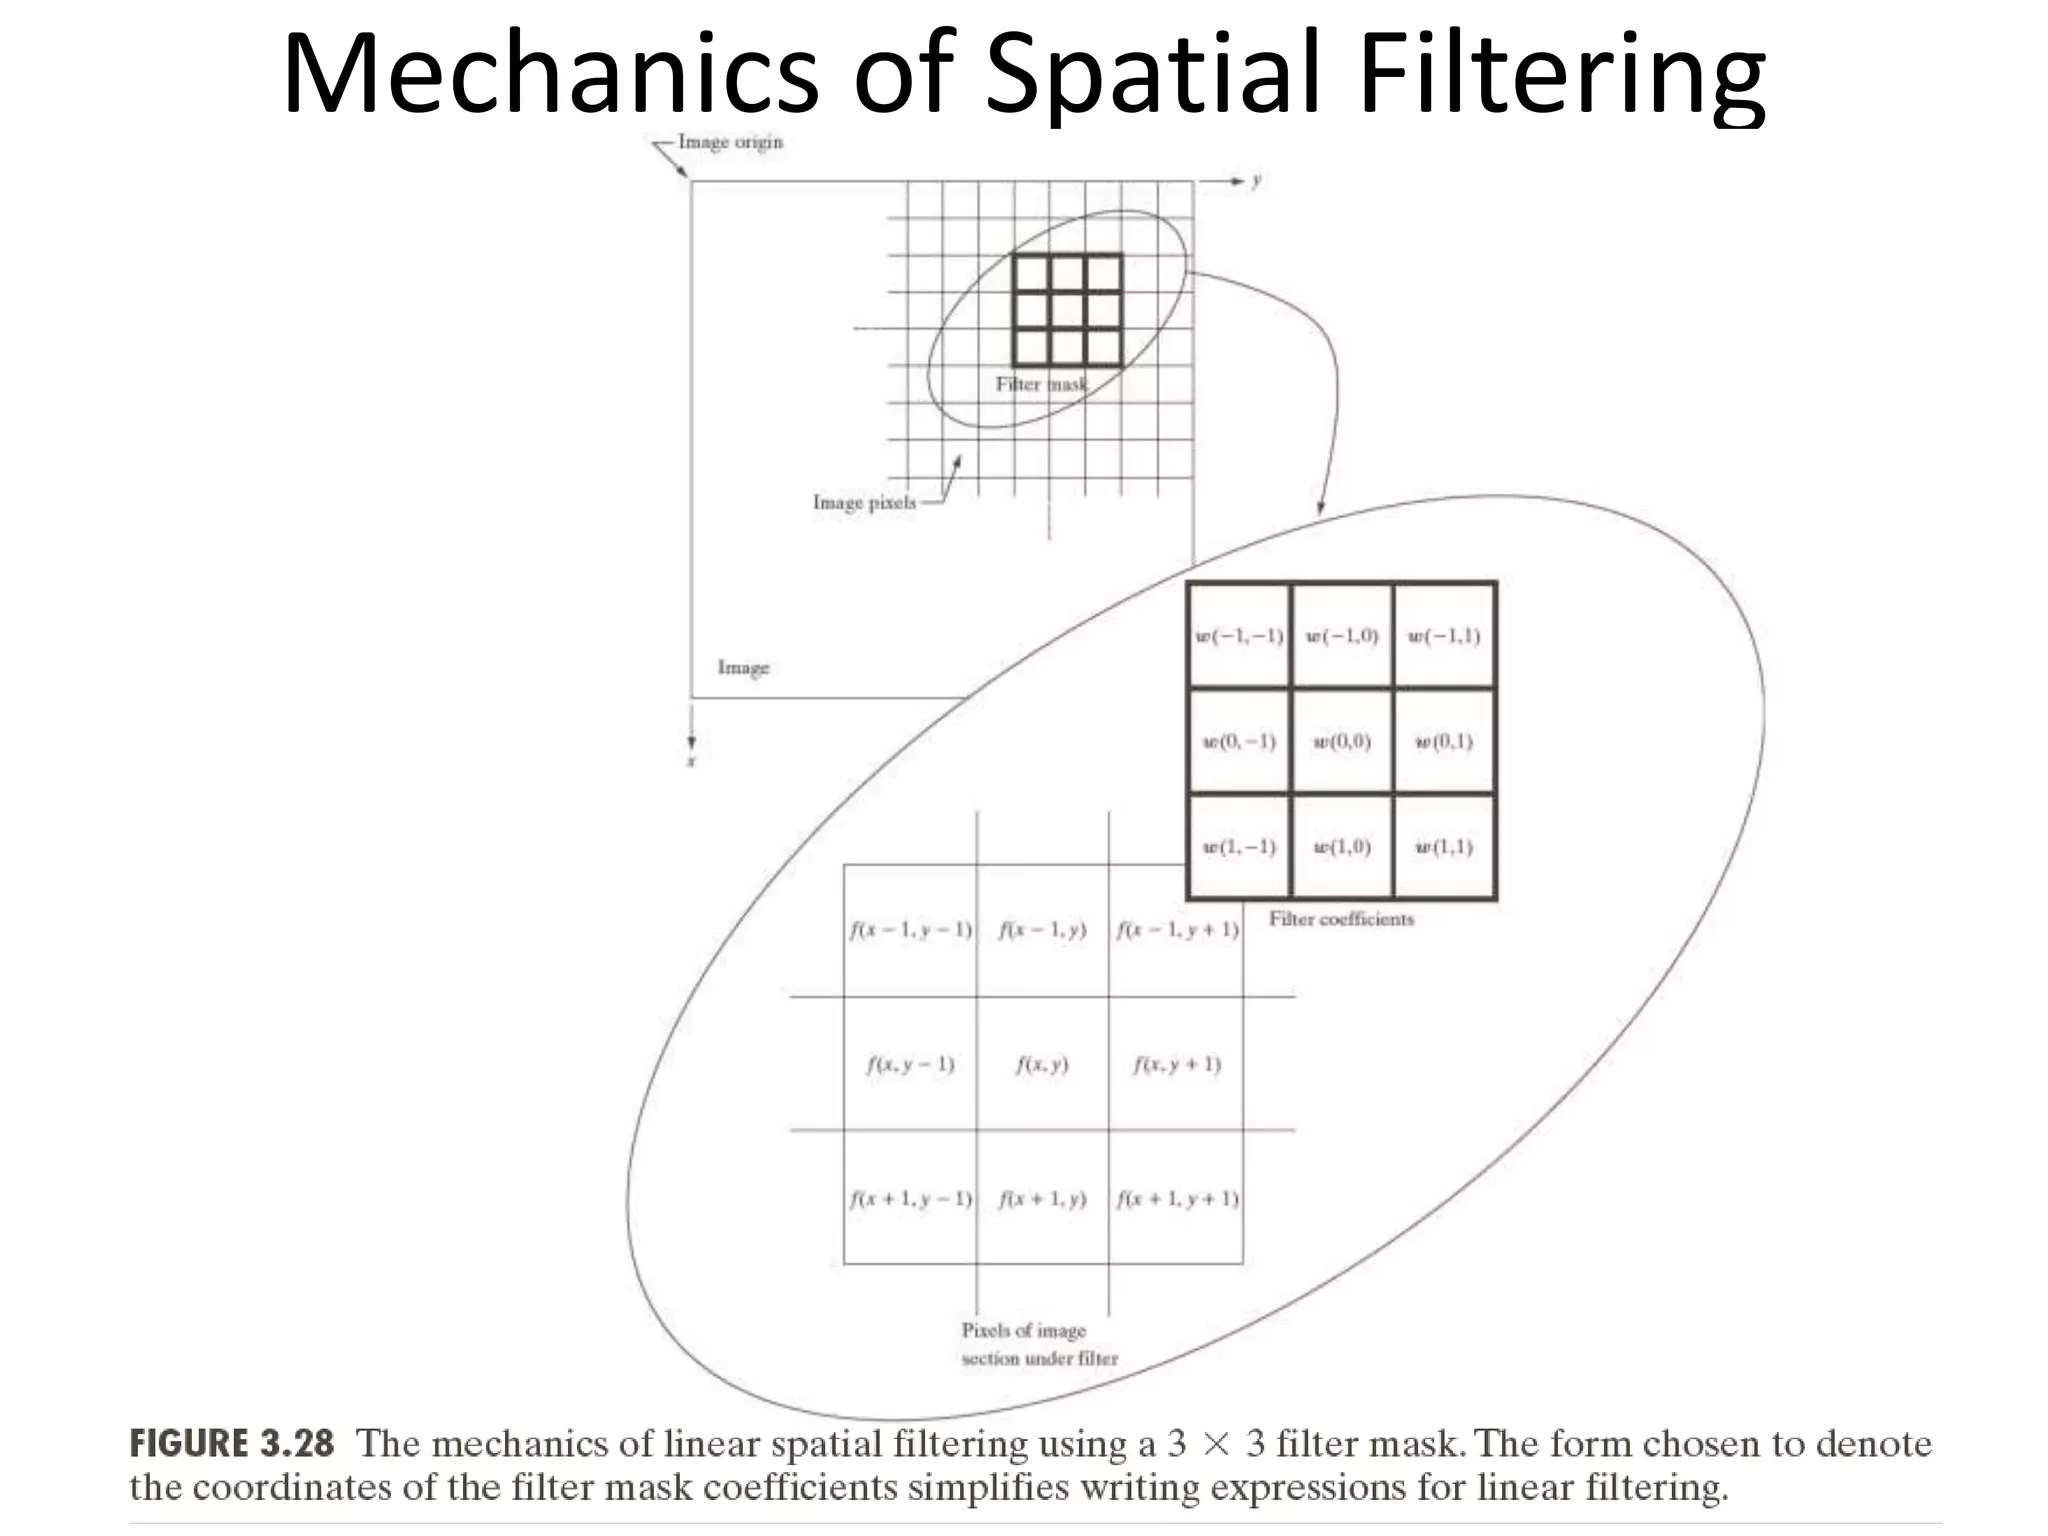 Mechanics of Spatial Filtering
Image origin
y
Filter mask
Image pixels
Image
x
w(−1,−1) w(−1,0) w(−1,1)
w(0,−1) w(0,0) w(0,1)
w(1,−1) w(1,0) w(1,1)
Filter coefficients
f(x − 1, y − 1) f(x − 1, y) f(x − 1, y + 1)
f(x, y − 1) f(x, y) f(x, y + 1)
f(x + 1, y − 1) f(x + 1, y) f(x + 1, y + 1)
Pixels of image
section under filter
FIGURE 3.28 The mechanics of linear spatial filtering using a 3 × 3 filter mask. The form chosen to denote
the coordinates of the filter mask coefficients simplifies writing expressions for linear filtering.